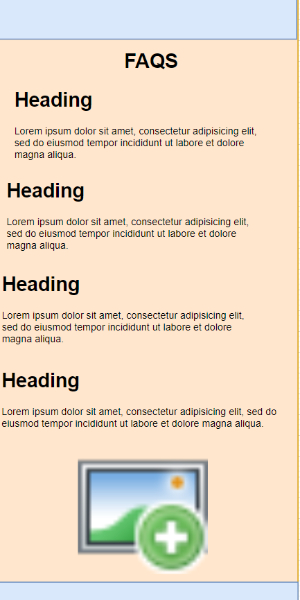 FAQS
Heading
Lorem ipsum dolor sit amet, consectetur adipisicing elit,
sed do eiusmod tempor incididunt ut labore et dolore
magna aliqua.
Heading
Lorem ipsum dolor sit amet, consectetur adipisicing elit,
sed do eiusmod tempor incididunt ut labore et dolore
magna aliqua.
Heading
Lorem ipsum dolor sit amet, consectetur adipisicing elit,
sed do eiusmod tempor incididunt ut labore et dolore
magna aliqua.
Heading
Lorem ipsum dolor sit amet, consectetur adipisicing elit, sed do
eiusmod tempor incididunt ut labore et dolore magna aliqua.